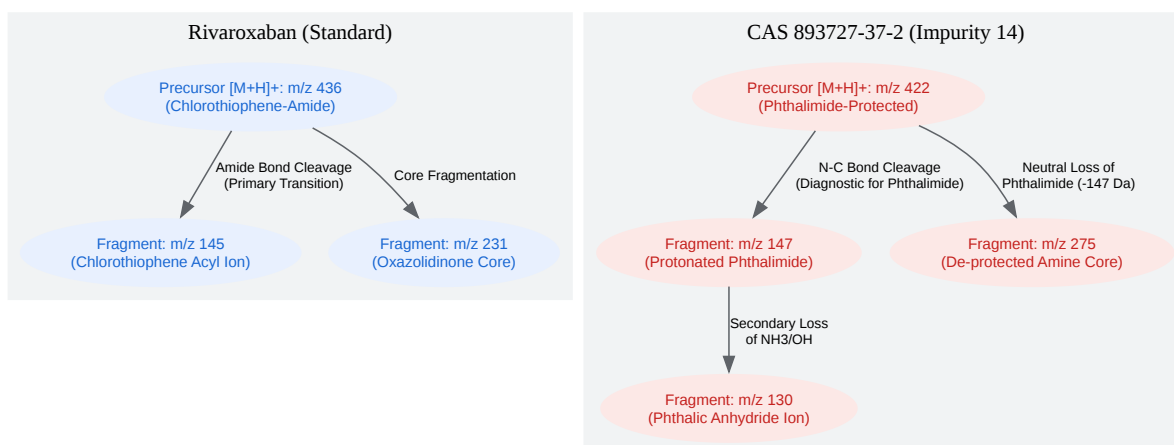 Rivaroxaban (Standard)
Precursor [M+H]+: m/z 436
(Chlorothiophene-Amide)
Amide Bond Cleavage
(Primary Transition)
Core Fragmentation
Fragment: m/z 145
(Chlorothiophene Acyl Ion)
Fragment: m/z 231
(Oxazolidinone Core)
CAS 893727-37-2 (Impurity 14)
Precursor [M+H]+: m/z 422
(Phthalimide-Protected)
N-C Bond Cleavage
(Diagnostic for Phthalimide)
Neutral Loss of
Phthalimide (-147 Da)
Fragment: m/z 147
(Protonated Phthalimide)
Fragment: m/z 275
(De-protected Amine Core)
Secondary Loss
of NH3/OH
Fragment: m/z 130
(Phthalic Anhydride Ion)